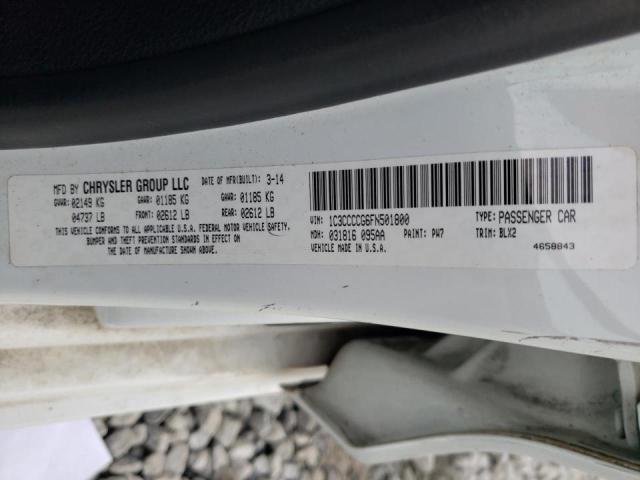 MFD BY CHRYSLER GROUP LLC DATE OF MFR(BUILT): 3-14
GVWR: 02149 KG GAWR: 01185 KG GAWR: 01185 KG
04737 LB FRONT: 02612 LB REAR: 02612 LB
THIS VEHICLE CONFORMS TO ALL APPLICABLE U.S.A. FEDERAL MOTOR VEHICLE SAFETY,
BUMPER AND THEFT PREVENTION STANDARDS IN EFFECT ON
THE DATE OF MANUFACTURE SHOWN ABOVE.
VIN: 1C3CCCCG6FN501800 TYPE: PASSENGER CAR
MDH: 031816 095AA PAINT: PW7 TRIM: BLX2
MADE IN U.S.A. 4658843